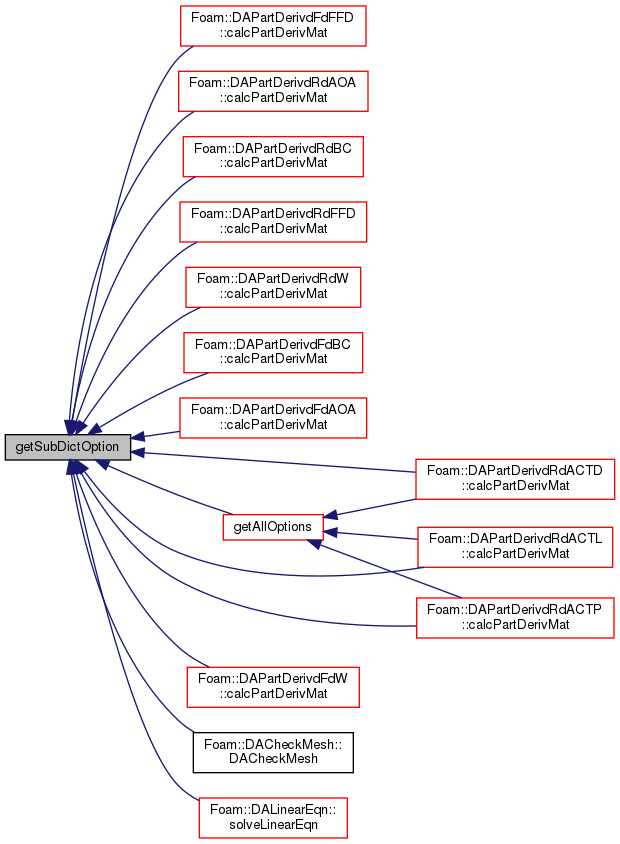 Foam::DAPartDerivdFdFFD
::calcPartDerivMat
Foam::DAPartDerivdRdAOA
::calcPartDerivMat
Foam::DAPartDerivdRdBC
::calcPartDerivMat
Foam::DAPartDerivdRdFFD
::calcPartDerivMat
Foam::DAPartDerivdRdW
::calcPartDerivMat
Foam::DAPartDerivdFdBC
::calcPartDerivMat
Foam::DAPartDerivdFdAOA
::calcPartDerivMat
getSubDictOption
Foam::DAPartDerivdRdACTD
::calcPartDerivMat
getAllOptions
Foam::DAPartDerivdRdACTL
::calcPartDerivMat
Foam::DAPartDerivdRdACTP
::calcPartDerivMat
Foam::DAPartDerivdFdW
::calcPartDerivMat
Foam::DACheckMesh::
DACheckMesh
Foam::DALinearEqn::
solveLinearEqn